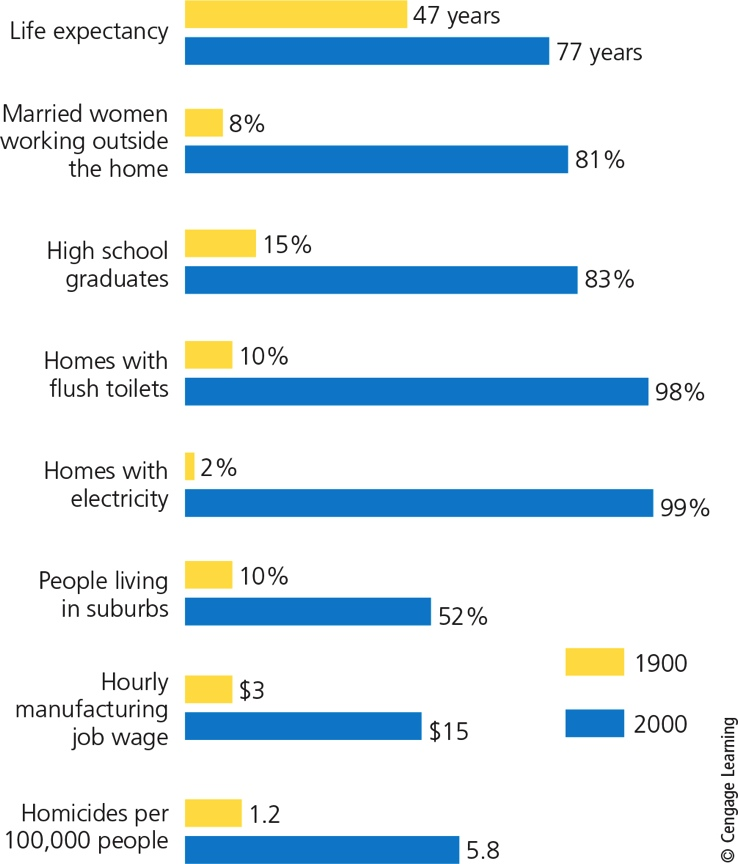 Life expectancy
47 years
77 years
Married women
working outside
the home
8%
81%
High school
graduates
15%
83%
Homes with
flush toilets
10%
98%
Homes with
electricity
2%
99%
People living
in suburbs
10%
52%
Hourly
manufacturing
job wage
$3
$15
1900
2000
Homicides per
100,000 people
1.2
5.8
© Cengage Learning